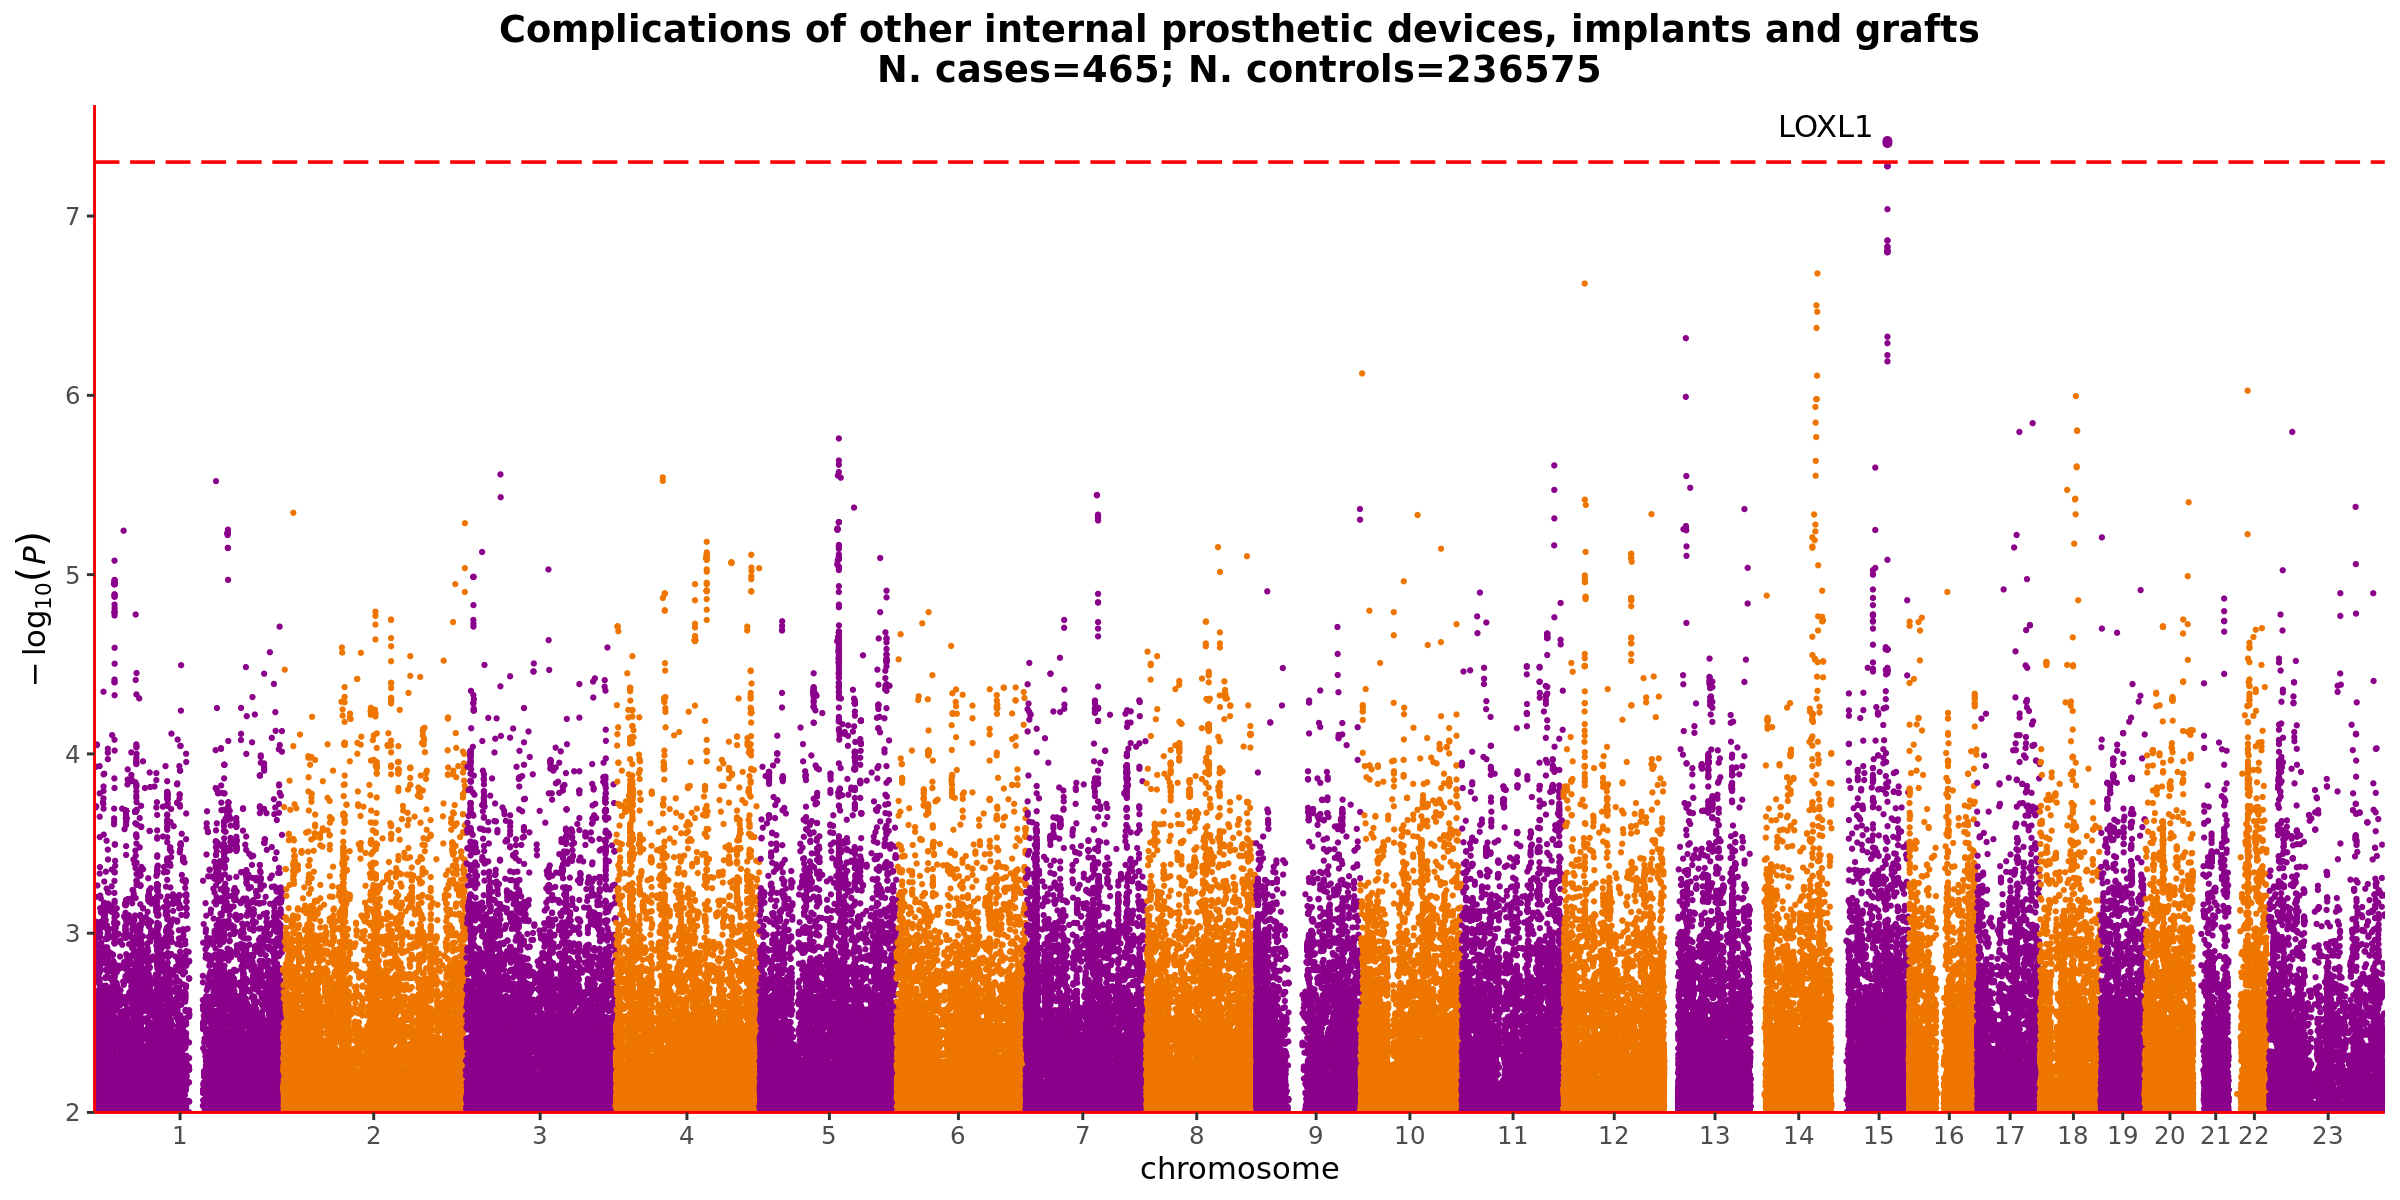 Complications of other internal prosthetic devices, implants and grafts
N. cases=465; N. controls=236575
LOXL1
7
6
5
4
3
2
−log10(P)
1 2 3 4 5 6 7 8 9 10 11 12 13 14 15 16 17 18 19 20 21 22 23
chromosome